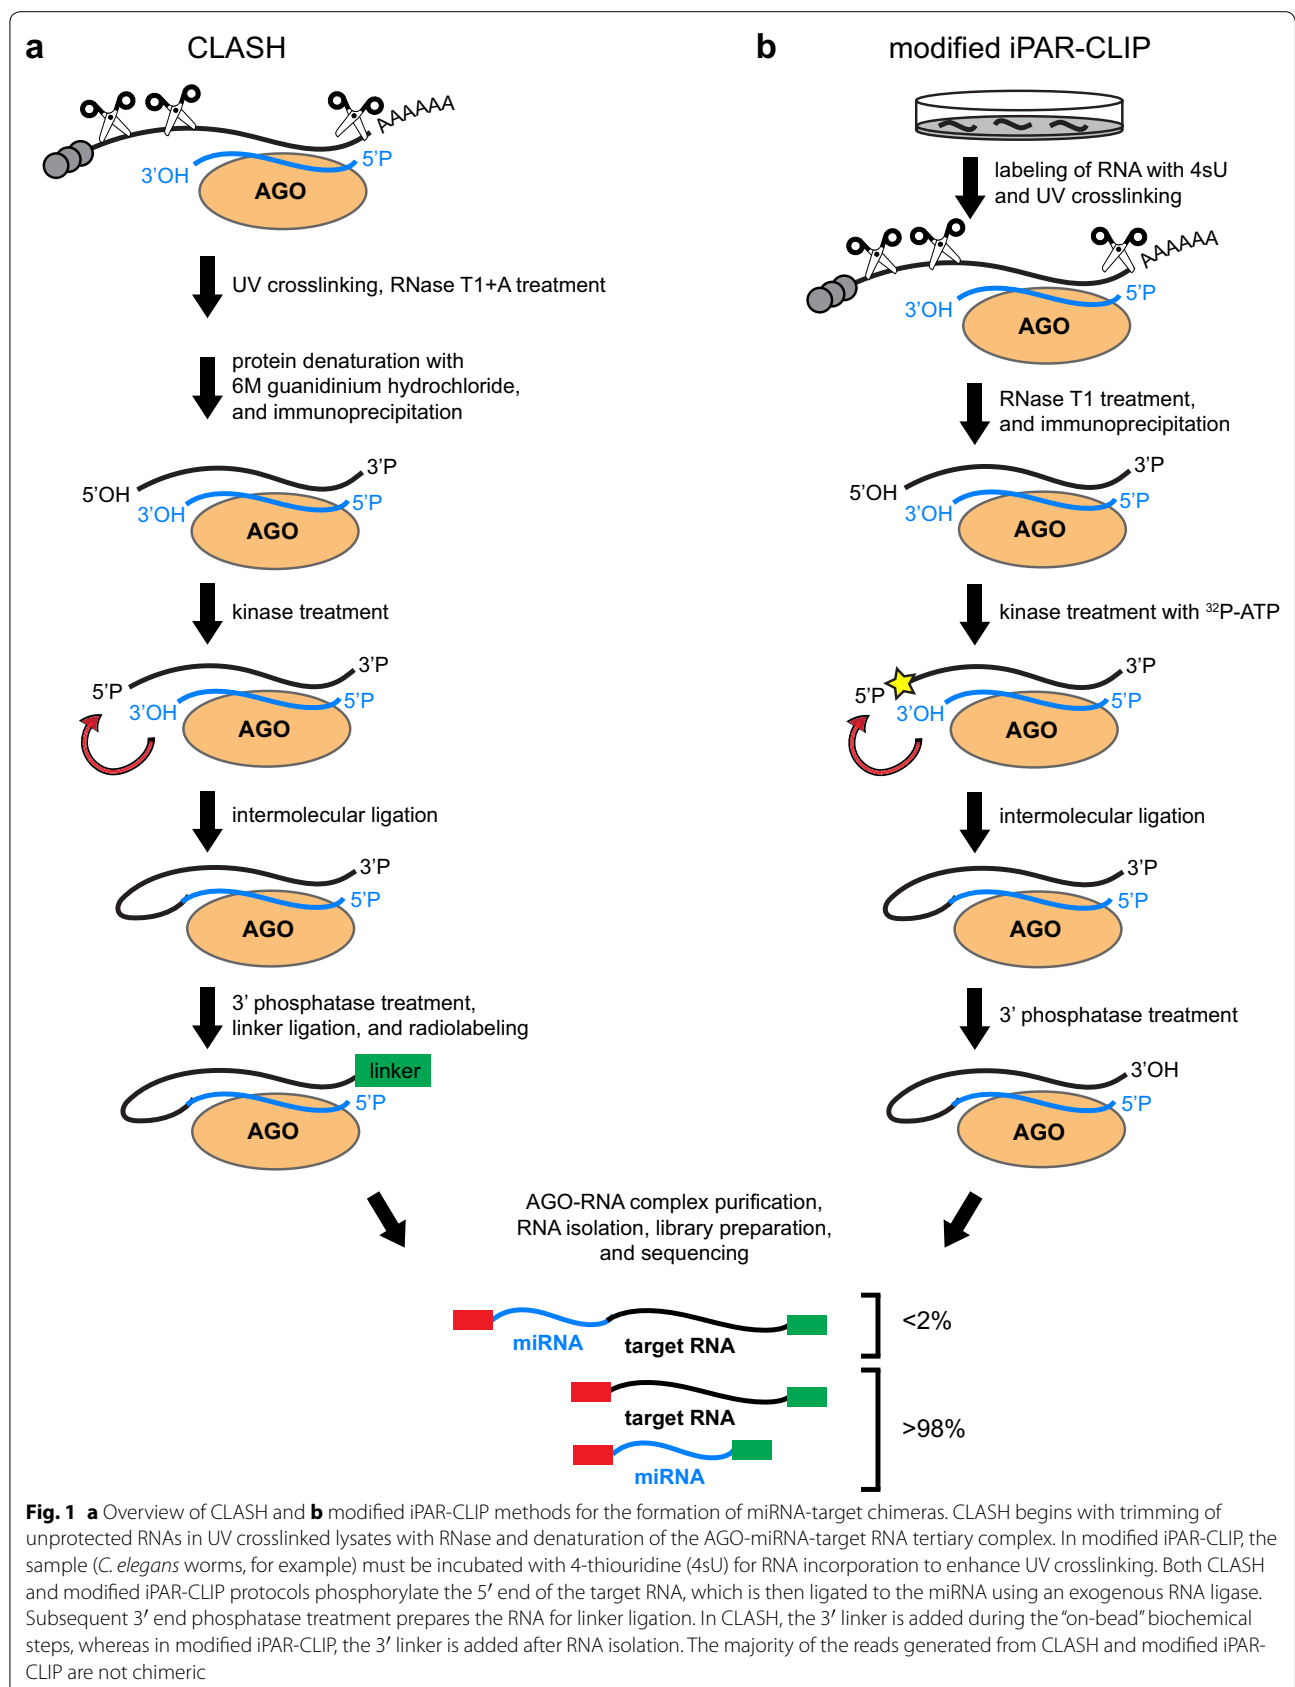 a
CLASH
AAAAAA
3’OH
5’P
AGO
UV crosslinking, RNase T1+A treatment
protein denaturation with
6M guanidinium hydrochloride,
and immunoprecipitation
3’P
5’OH
3’OH
5’P
AGO
kinase treatment
3’P
5’P
3’OH
5’P
AGO
intermolecular ligation
3’P
5’P
AGO
3’ phosphatase treatment,
linker ligation, and radiolabeling
linker
5’P
AGO
b
modified iPAR-CLIP
labeling of RNA with 4sU
and UV crosslinking
AAAAAA
3’OH
5’P
AGO
RNase T1 treatment,
and immunoprecipitation
3’P
5’OH
3’OH
5’P
AGO
kinase treatment with ³²P-ATP
3’P
5’P
3’OH
5’P
AGO
intermolecular ligation
3’P
5’P
AGO
3’ phosphatase treatment
3’OH
5’P
AGO
AGO-RNA complex purification,
RNA isolation, library preparation,
and sequencing
miRNA
target RNA
<2%
target RNA
miRNA
>98%
Fig. 1 a Overview of CLASH and b modified iPAR-CLIP methods for the formation of miRNA-target chimeras. CLASH begins with trimming of
unprotected RNAs in UV crosslinked lysates with RNase and denaturation of the AGO-miRNA-target RNA tertiary complex. In modified iPAR-CLIP, the
sample (C. elegans worms, for example) must be incubated with 4-thiouridine (4sU) for RNA incorporation to enhance UV crosslinking. Both CLASH
and modified iPAR-CLIP protocols phosphorylate the 5′ end of the target RNA, which is then ligated to the miRNA using an exogenous RNA ligase.
Subsequent 3′ end phosphatase treatment prepares the RNA for linker ligation. In CLASH, the 3′ linker is added during the “on-bead” biochemical
steps, whereas in modified iPAR-CLIP, the 3′ linker is added after RNA isolation. The majority of the reads generated from CLASH and modified iPAR-
CLIP are not chimeric